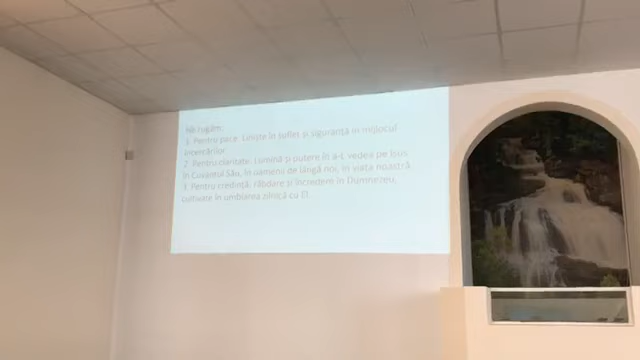 Ne rugăm:
1. Pentru pace: Liniște în suflet și siguranță în mijlocul
încercărilor
2. Pentru claritate: Lumină și putere în a-L vedea pe Isus
în Cuvântul Său, în oamenii de lângă noi, în viața noastră
3. Pentru credință, răbdare și încredere în Dumnezeu,
cultivate în umblarea zilnică cu El.